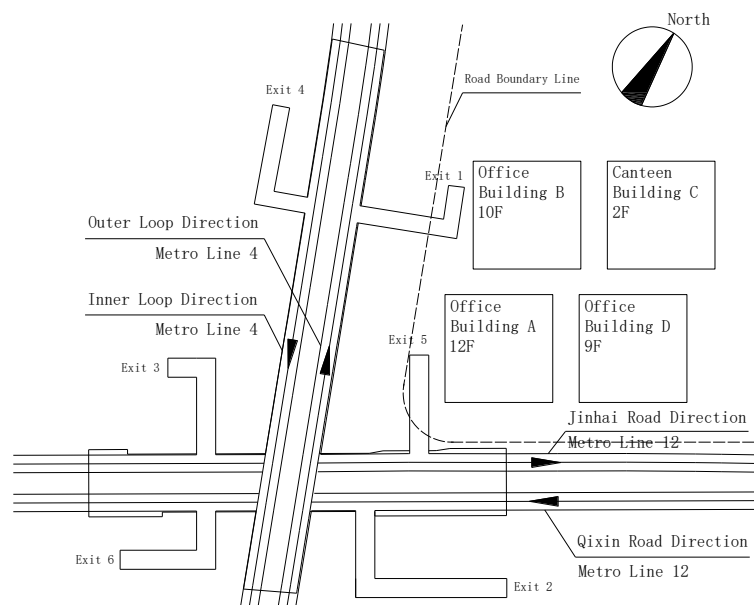 North
Road Boundary Line
Exit 4
Exit 1
Office
Building B
10F
Canteen
Building C
2F
Outer Loop Direction
Metro Line 4
Inner Loop Direction
Metro Line 4
Office
Building A
12F
Office
Building D
9F
Exit 5
Exit 3
Jinhai Road Direction
Metro Line 12
Qixin Road Direction
Metro Line 12
Exit 6
Exit 2